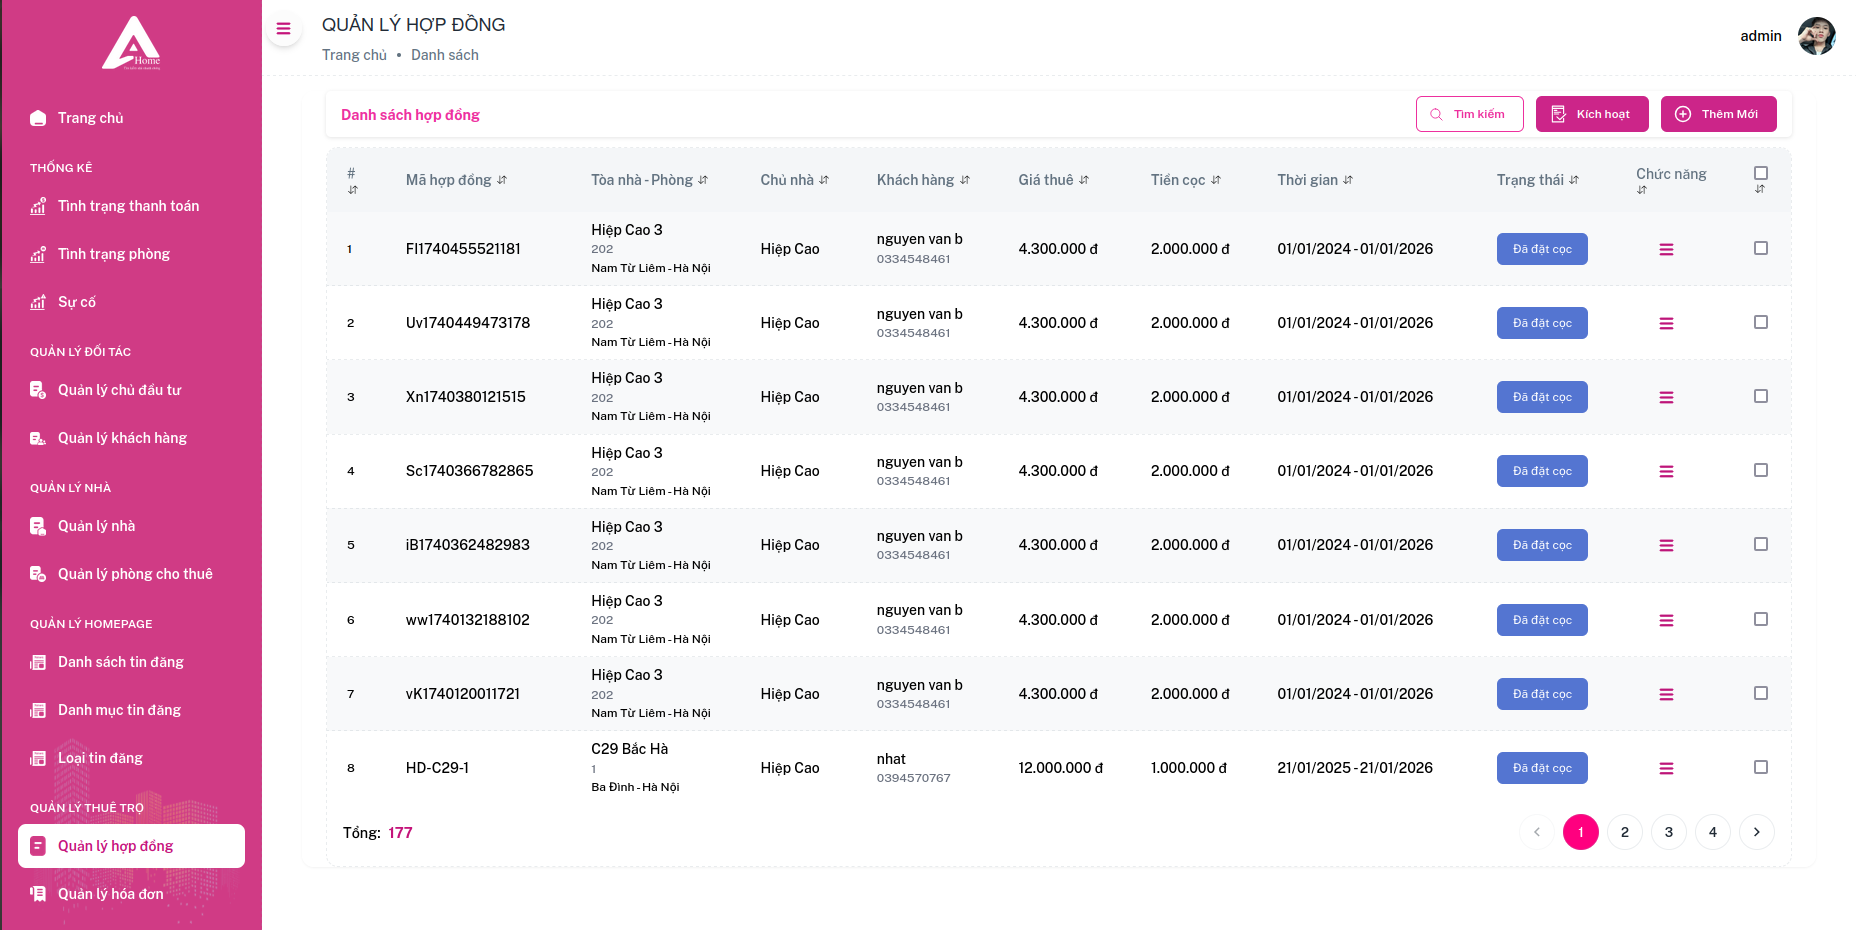 Home
Trang chủ
THỐNG KÊ
Tình trạng thanh toán
Tình trạng phòng
Sự cố
QUẢN LÝ ĐỐI TÁC
Quản lý chủ đầu tư
Quản lý khách hàng
QUẢN LÝ NHÀ
Quản lý nhà
Quản lý phòng cho thuê
QUẢN LÝ HOMEPAGE
Danh sách tin đăng
Danh mục tin đăng
Loại tin đăng
QUẢN LÝ THUÊ TRỌ
Quản lý hợp đồng
Quản lý hóa đơn
QUẢN LÝ HỢP ĐỒNG
Trang chủ • Danh sách
admin
Danh sách hợp đồng
Tìm kiếm
Kích hoạt
Thêm Mới
# Mã hợp đồng Tòa nhà - Phòng Chủ nhà Khách hàng Giá thuê Tiền cọc Thời gian Trạng thái Chức năng
1 FI1740455521181 Hiệp Cao 3
202
Nam Từ Liêm - Hà Nội
Hiệp Cao nguyen van b
0334548461
4.300.000 đ 2.000.000 đ 01/01/2024 - 01/01/2026 Đã đặt cọc
2 Uv1740449473178 Hiệp Cao 3
202
Nam Từ Liêm - Hà Nội
Hiệp Cao nguyen van b
0334548461
4.300.000 đ 2.000.000 đ 01/01/2024 - 01/01/2026 Đã đặt cọc
3 Xn1740380121515 Hiệp Cao 3
202
Nam Từ Liêm - Hà Nội
Hiệp Cao nguyen van b
0334548461
4.300.000 đ 2.000.000 đ 01/01/2024 - 01/01/2026 Đã đặt cọc
4 Sc1740366782865 Hiệp Cao 3
202
Nam Từ Liêm - Hà Nội
Hiệp Cao nguyen van b
0334548461
4.300.000 đ 2.000.000 đ 01/01/2024 - 01/01/2026 Đã đặt cọc
5 iB1740362482983 Hiệp Cao 3
202
Nam Từ Liêm - Hà Nội
Hiệp Cao nguyen van b
0334548461
4.300.000 đ 2.000.000 đ 01/01/2024 - 01/01/2026 Đã đặt cọc
6 ww1740132188102 Hiệp Cao 3
202
Nam Từ Liêm - Hà Nội
Hiệp Cao nguyen van b
0334548461
4.300.000 đ 2.000.000 đ 01/01/2024 - 01/01/2026 Đã đặt cọc
7 vK1740120011721 Hiệp Cao 3
202
Nam Từ Liêm - Hà Nội
Hiệp Cao nguyen van b
0334548461
4.300.000 đ 2.000.000 đ 01/01/2024 - 01/01/2026 Đã đặt cọc
8 HD-C29-1 C29 Bắc Hà
1
Ba Đình - Hà Nội
Hiệp Cao nhat
0394570767
12.000.000 đ 1.000.000 đ 21/01/2025 - 21/01/2026 Đã đặt cọc
Tổng: 177
1 2 3 4